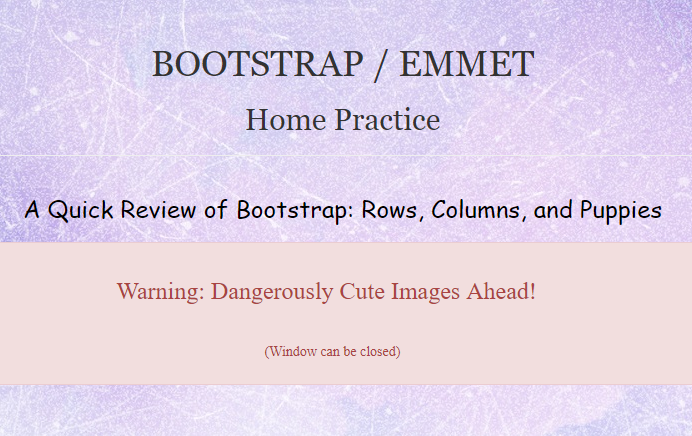 BOOTSTRAP / EMMET
Home Practice
A Quick Review of Bootstrap: Rows, Columns, and Puppies
Warning: Dangerously Cute Images Ahead!
(Window can be closed)